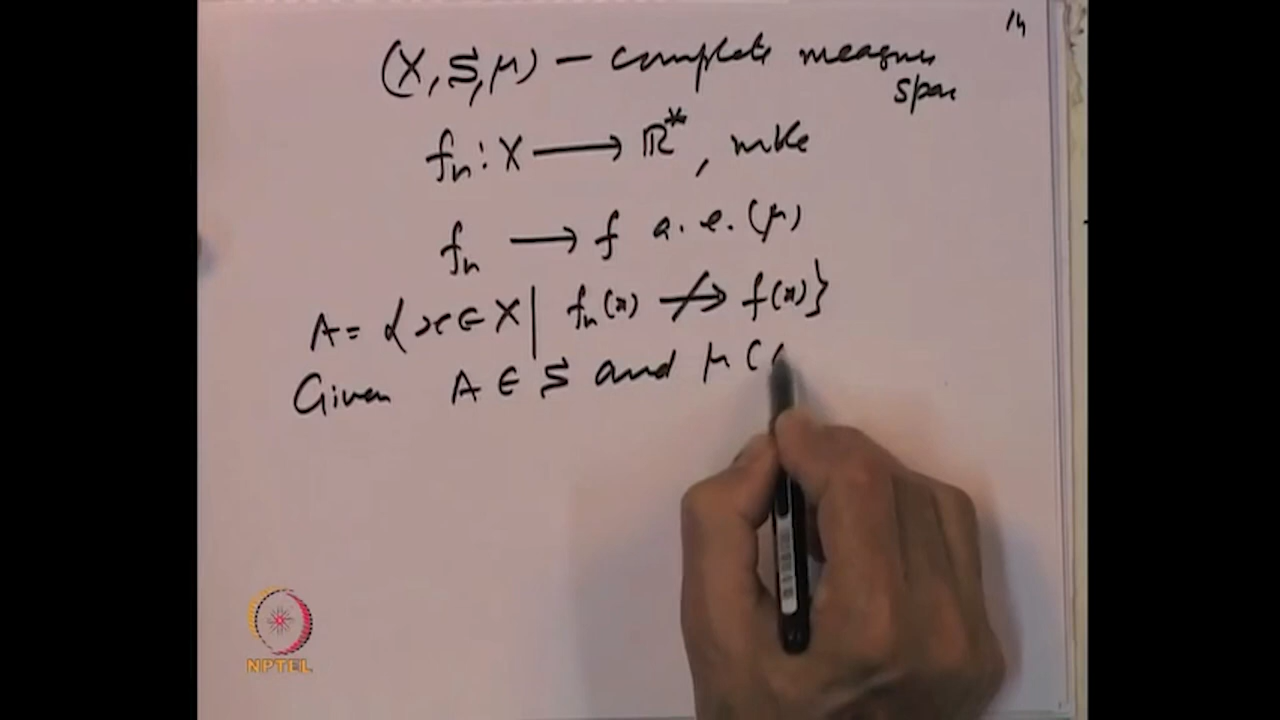 14
(X, S, μ) – complete measure
space
fₙ : X ⟶ ℝ*, mble
fₙ ⟶ f a.e. (μ)
A = {x ∈ X | fₙ(x) ↛ f(x)}
Given A ∈ S and μ (
NPTEL